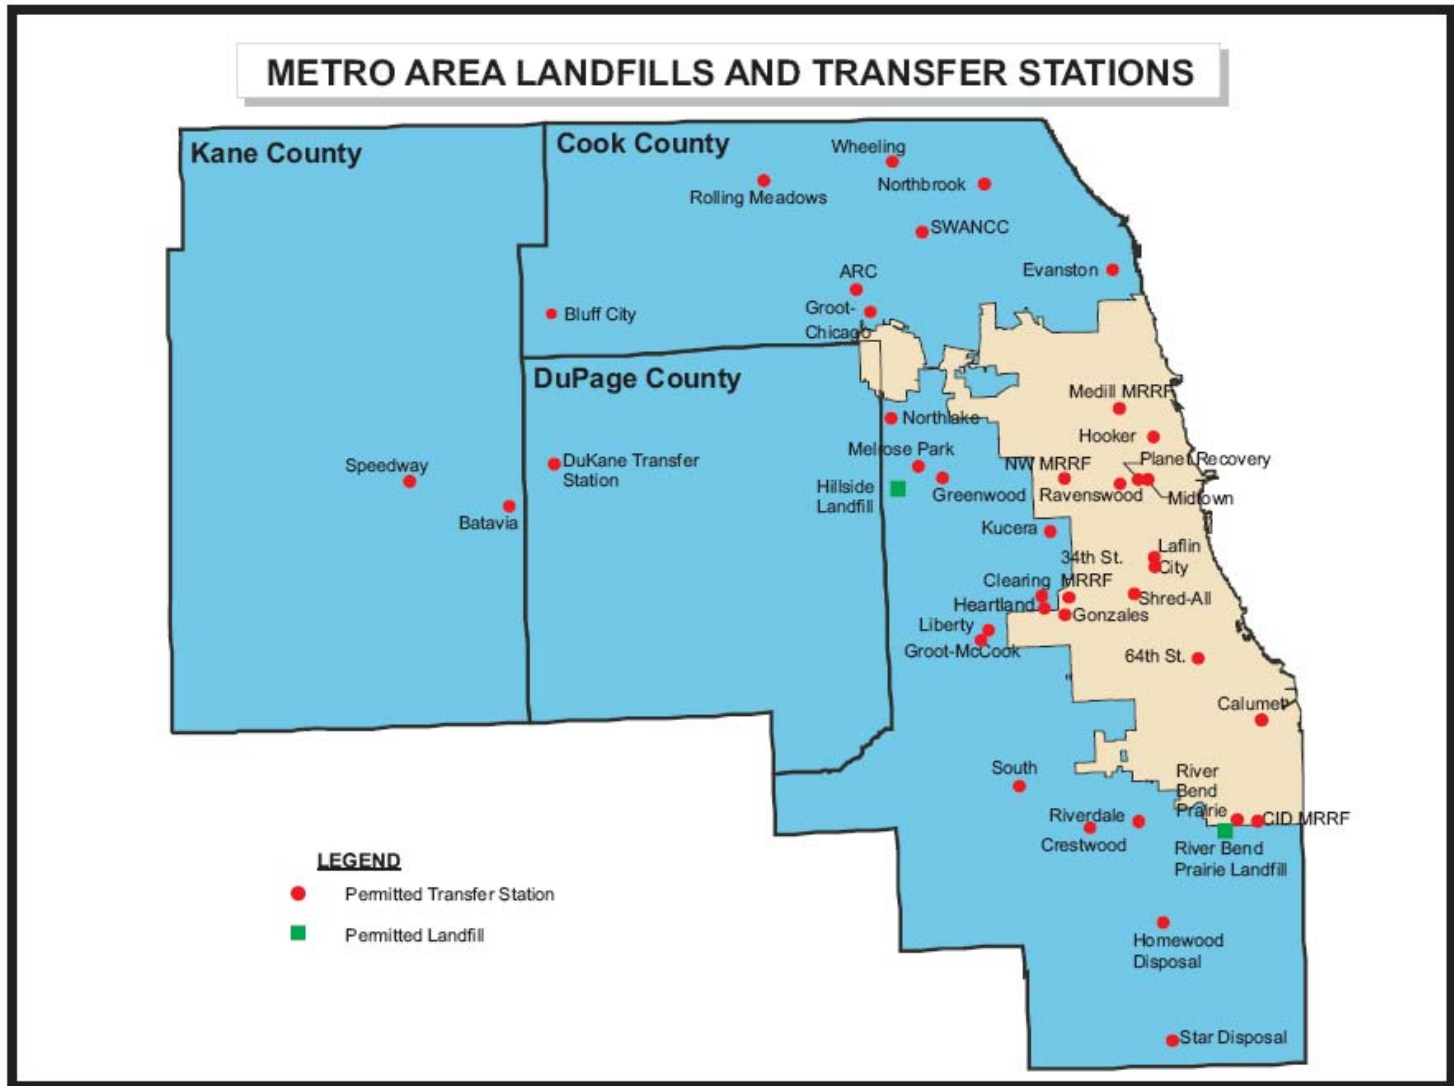 METRO AREA LANDFILLS AND TRANSFER STATIONS
Kane County
Cook County
Wheeling
Northbrook
Rolling Meadows
SWANCC
Evanston
ARC
Groot-
Chicago
Bluff City
DuPage County
Medill MRRF
Northlake
Hooker
Melrose Park
Planet Recovery
NW MRRF
Speedway
DuKane Transfer
Station
Hillside
Landfill
Greenwood
Ravenswood
Midtown
Batavia
Kucera
Laflin
34th St.
City
Clearing MRRF
Heartland
Shred-All
Gonzales
Liberty
Groot-McCook
64th St.
Calumet
South
River
Bend
Prairie
Riverdale
CID MRRF
Crestwood
River Bend
Prairie Landfill
LEGEND
Permitted Transfer Station
Permitted Landfill
Homewood
Disposal
Star Disposal